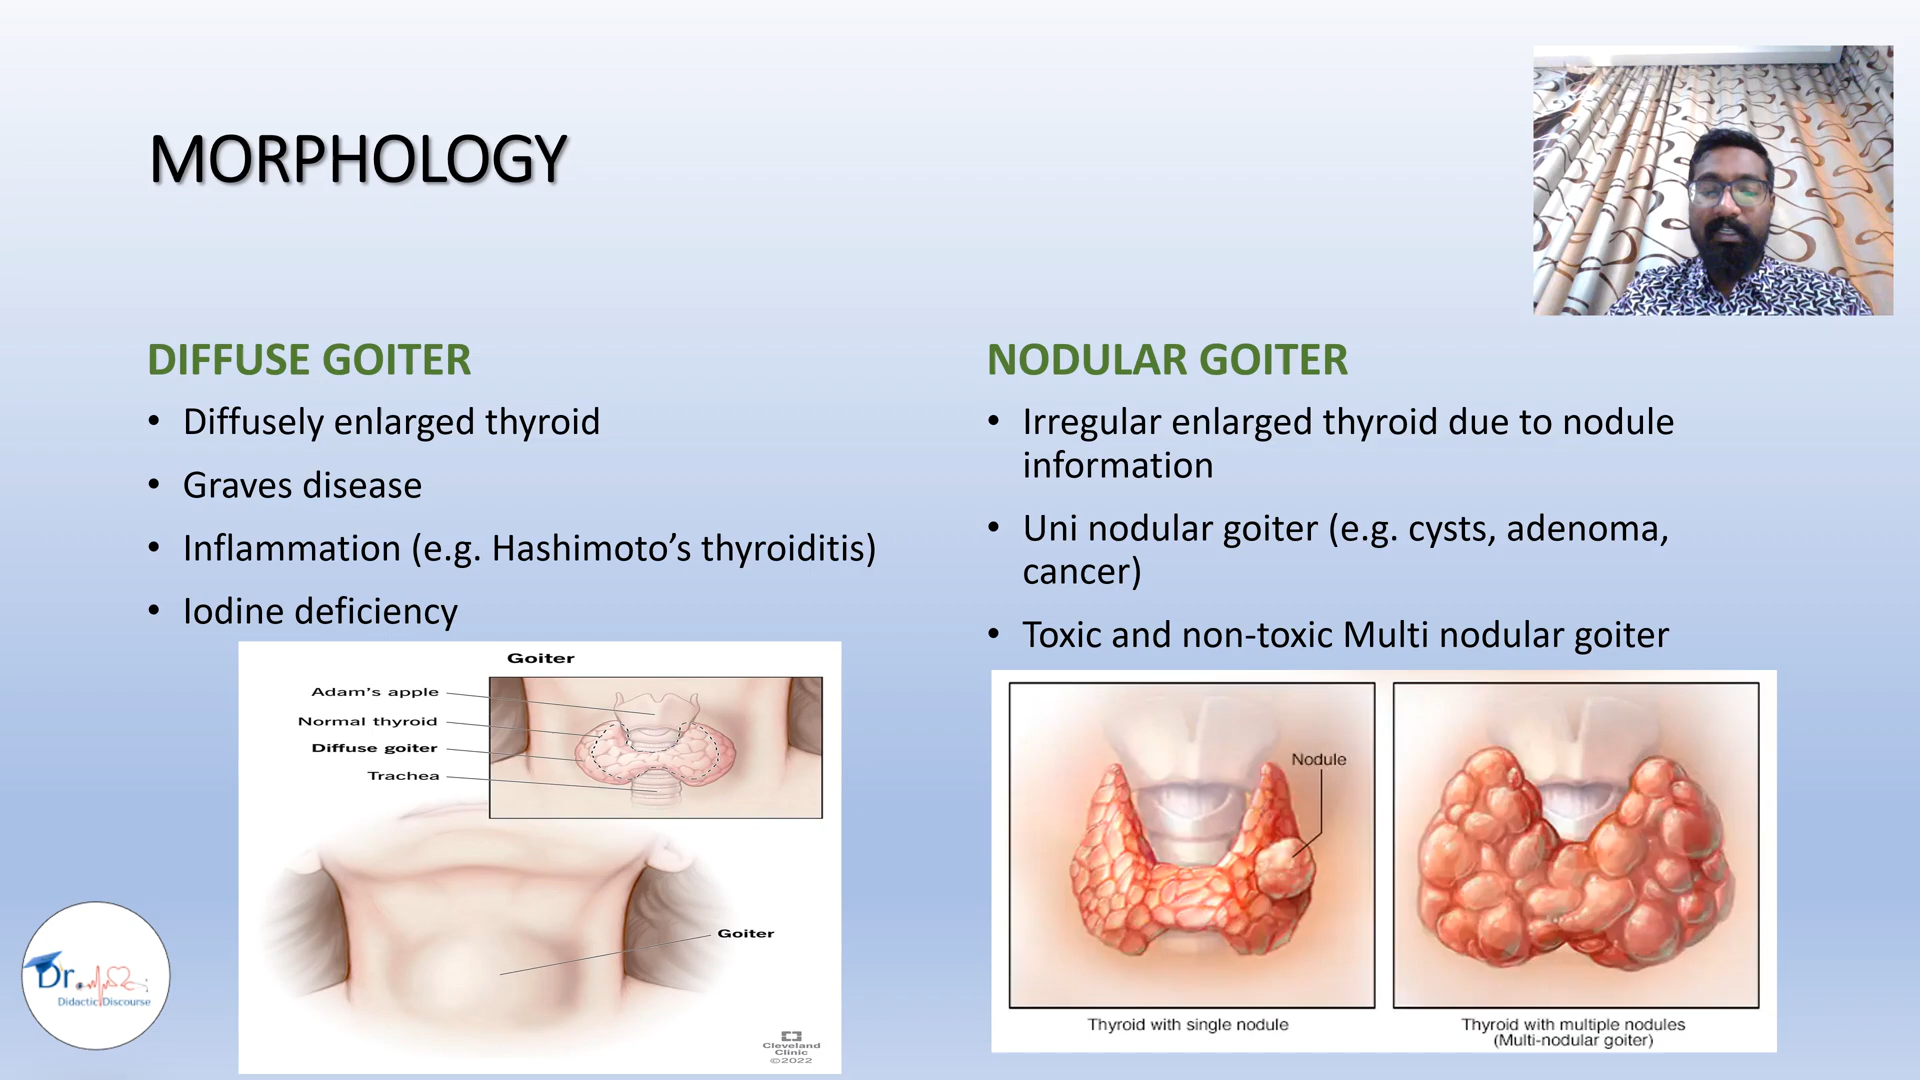 MORPHOLOGY
DIFFUSE GOITER
• Diffusely enlarged thyroid
• Graves disease
• Inflammation (e.g. Hashimoto’s thyroiditis)
• Iodine deficiency
Goiter
Adam's apple
Normal thyroid
Diffuse goiter
Trachea
Goiter
Cleveland
Clinic
©2022
NODULAR GOITER
• Irregular enlarged thyroid due to nodule
information
• Uni nodular goiter (e.g. cysts, adenoma,
cancer)
• Toxic and non-toxic Multi nodular goiter
Nodule
Thyroid with single nodule
Thyroid with multiple nodules
(Multi-nodular goiter)
Dr.
Didactic Discourse